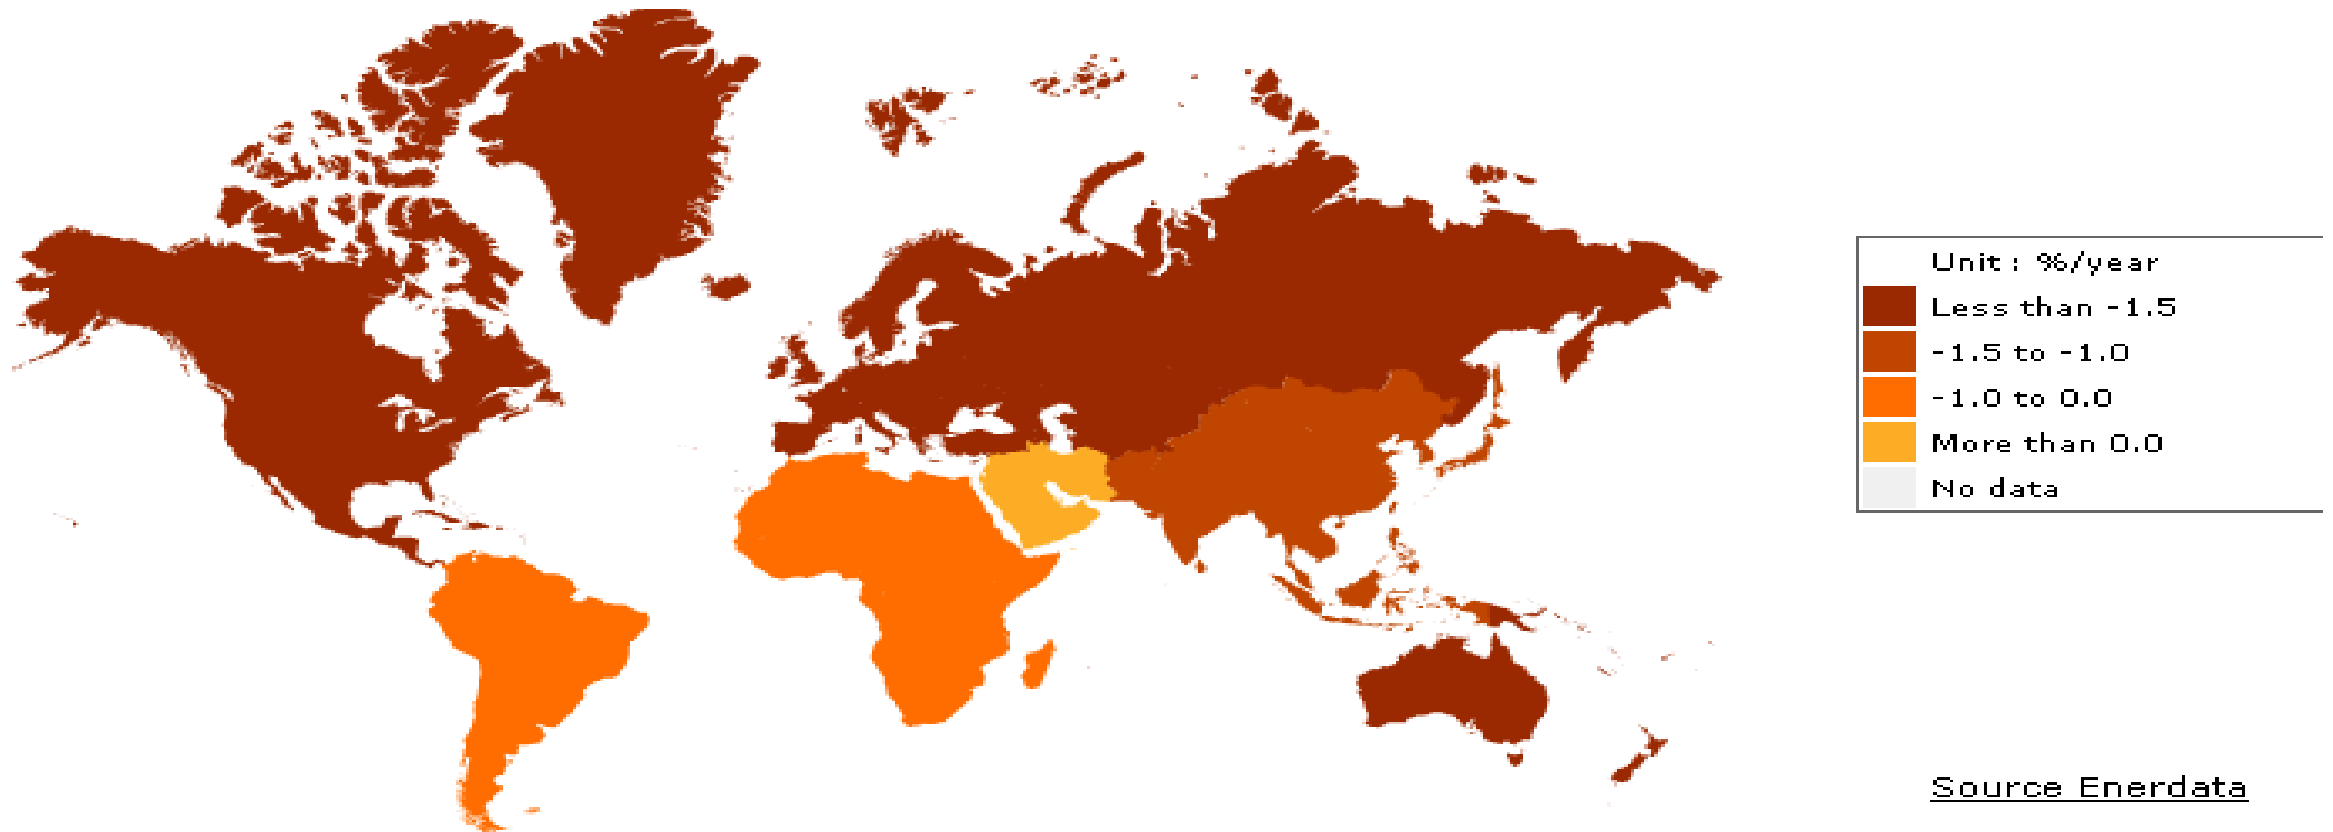 Unit : %/year
Less than -1.5
-1.5 to -1.0
-1.0 to 0.0
More than 0.0
No data
Source Enerdata